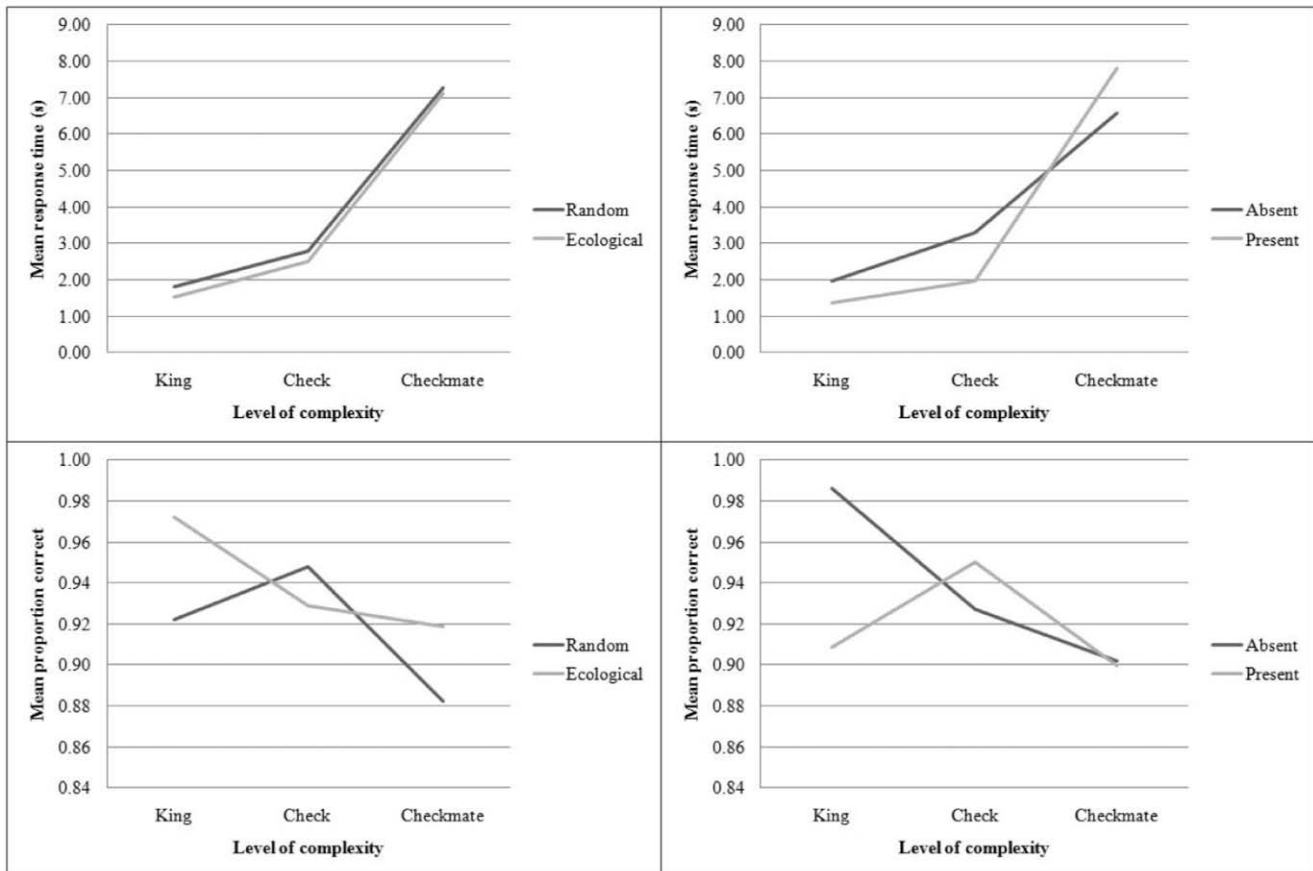 9.00
8.00
7.00
6.00
5.00
4.00
3.00
2.00
1.00
0.00
Mean response time (s)
King Check Checkmate
Level of complexity
Random
Ecological
9.00
8.00
7.00
6.00
5.00
4.00
3.00
2.00
1.00
0.00
Mean response time (s)
King Check Checkmate
Level of complexity
Absent
Present
1.00
0.98
0.96
0.94
0.92
0.90
0.88
0.86
0.84
Mean proportion correct
King Check Checkmate
Level of complexity
Random
Ecological
1.00
0.98
0.96
0.94
0.92
0.90
0.88
0.86
0.84
Mean proportion correct
King Check Checkmate
Level of complexity
Absent
Present